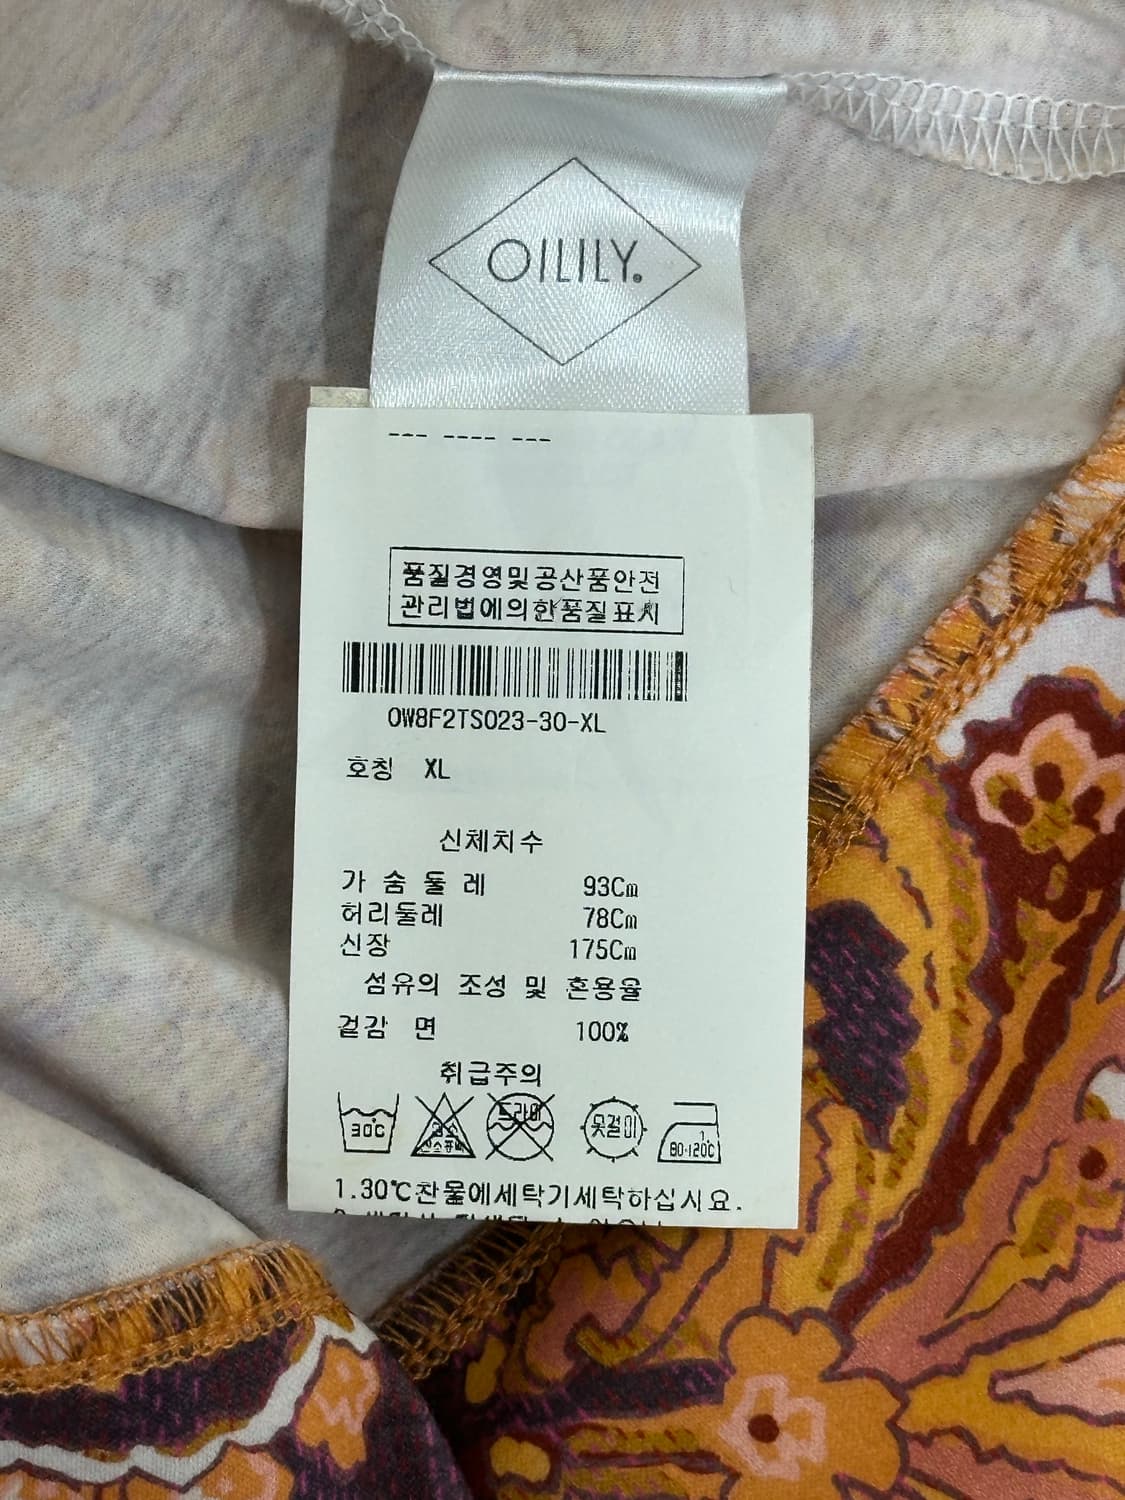 OILILY.
--- ---- ---
품질경영및공산품안전
관리법에의한품질표시
OW8F2TS023-30-XL
호칭 XL
신체치수
가 슴 둘 레 93Cm
허리둘레 78Cm
신장 175Cm
섬유의 조성 및 혼용율
겉감 면 100%
취급주의
30℃ 드라이 옷걸이 80-120℃
1.30℃찬물에세탁기세탁하십시요.